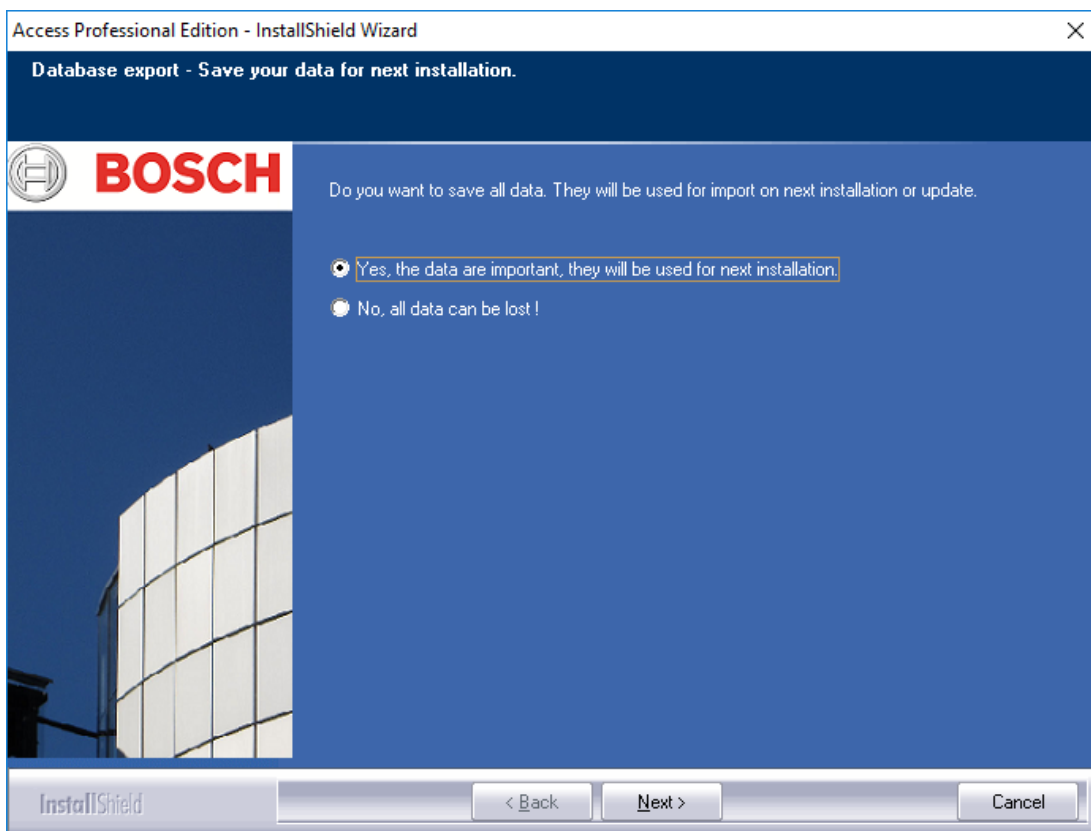 Access Professional Edition - InstallShield Wizard
Database export - Save your data for next installation.
BOSCH
Do you want to save all data. They will be used for import on next installation or update.
Yes, the data are important, they will be used for next installation.
No, all data can be lost !
InstallShield
< Back
Next >
Cancel